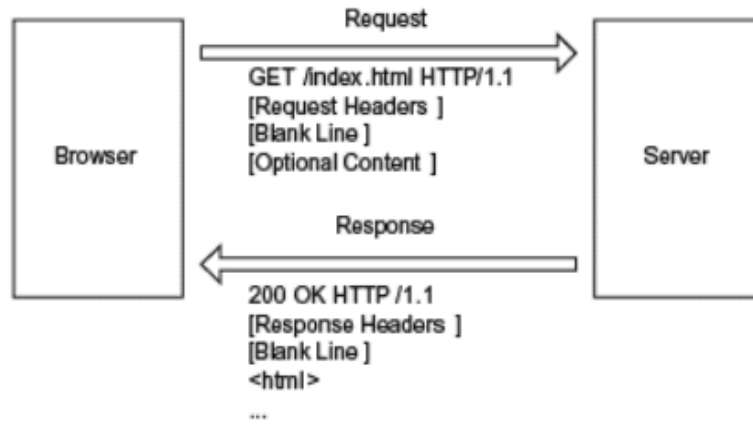 Request
GET /index.html HTTP/1.1
[Request Headers ]
[Blank Line ]
[Optional Content ]
Browser
Server
Response
200 OK HTTP /1.1
[Response Headers ]
[Blank Line ]
<html>
...